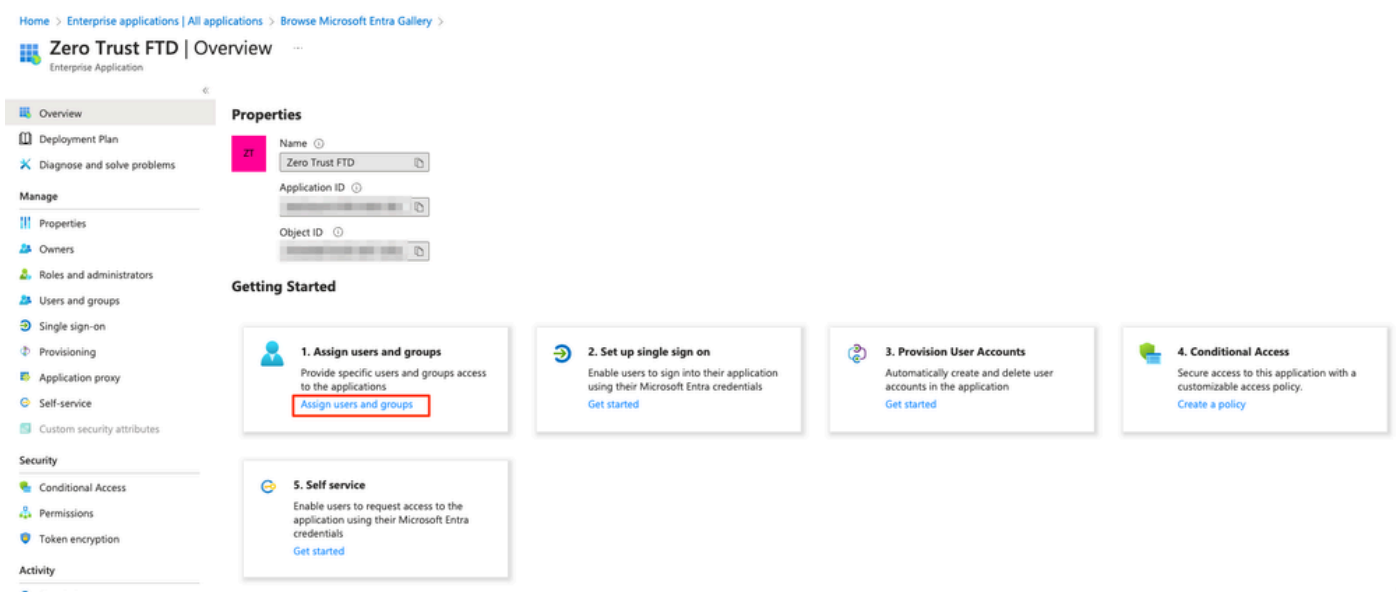 Home > Enterprise applications | All applications > Browse Microsoft Entra Gallery >
Zero Trust FTD | Overview ...
Enterprise Application
«
Overview
Deployment Plan
Diagnose and solve problems
Manage
Properties
Owners
Roles and administrators
Users and groups
Single sign-on
Provisioning
Application proxy
Self-service
Custom security attributes
Security
Conditional Access
Permissions
Token encryption
Activity
Properties
ZT
Name
Zero Trust FTD
Application ID
Object ID
Getting Started
1. Assign users and groups
Provide specific users and groups access
to the applications
Assign users and groups
2. Set up single sign on
Enable users to sign into their application
using their Microsoft Entra credentials
Get started
3. Provision User Accounts
Automatically create and delete user
accounts in the application
Get started
4. Conditional Access
Secure access to this application with a
customizable access policy.
Create a policy
5. Self service
Enable users to request access to the
application using their Microsoft Entra
credentials
Get started